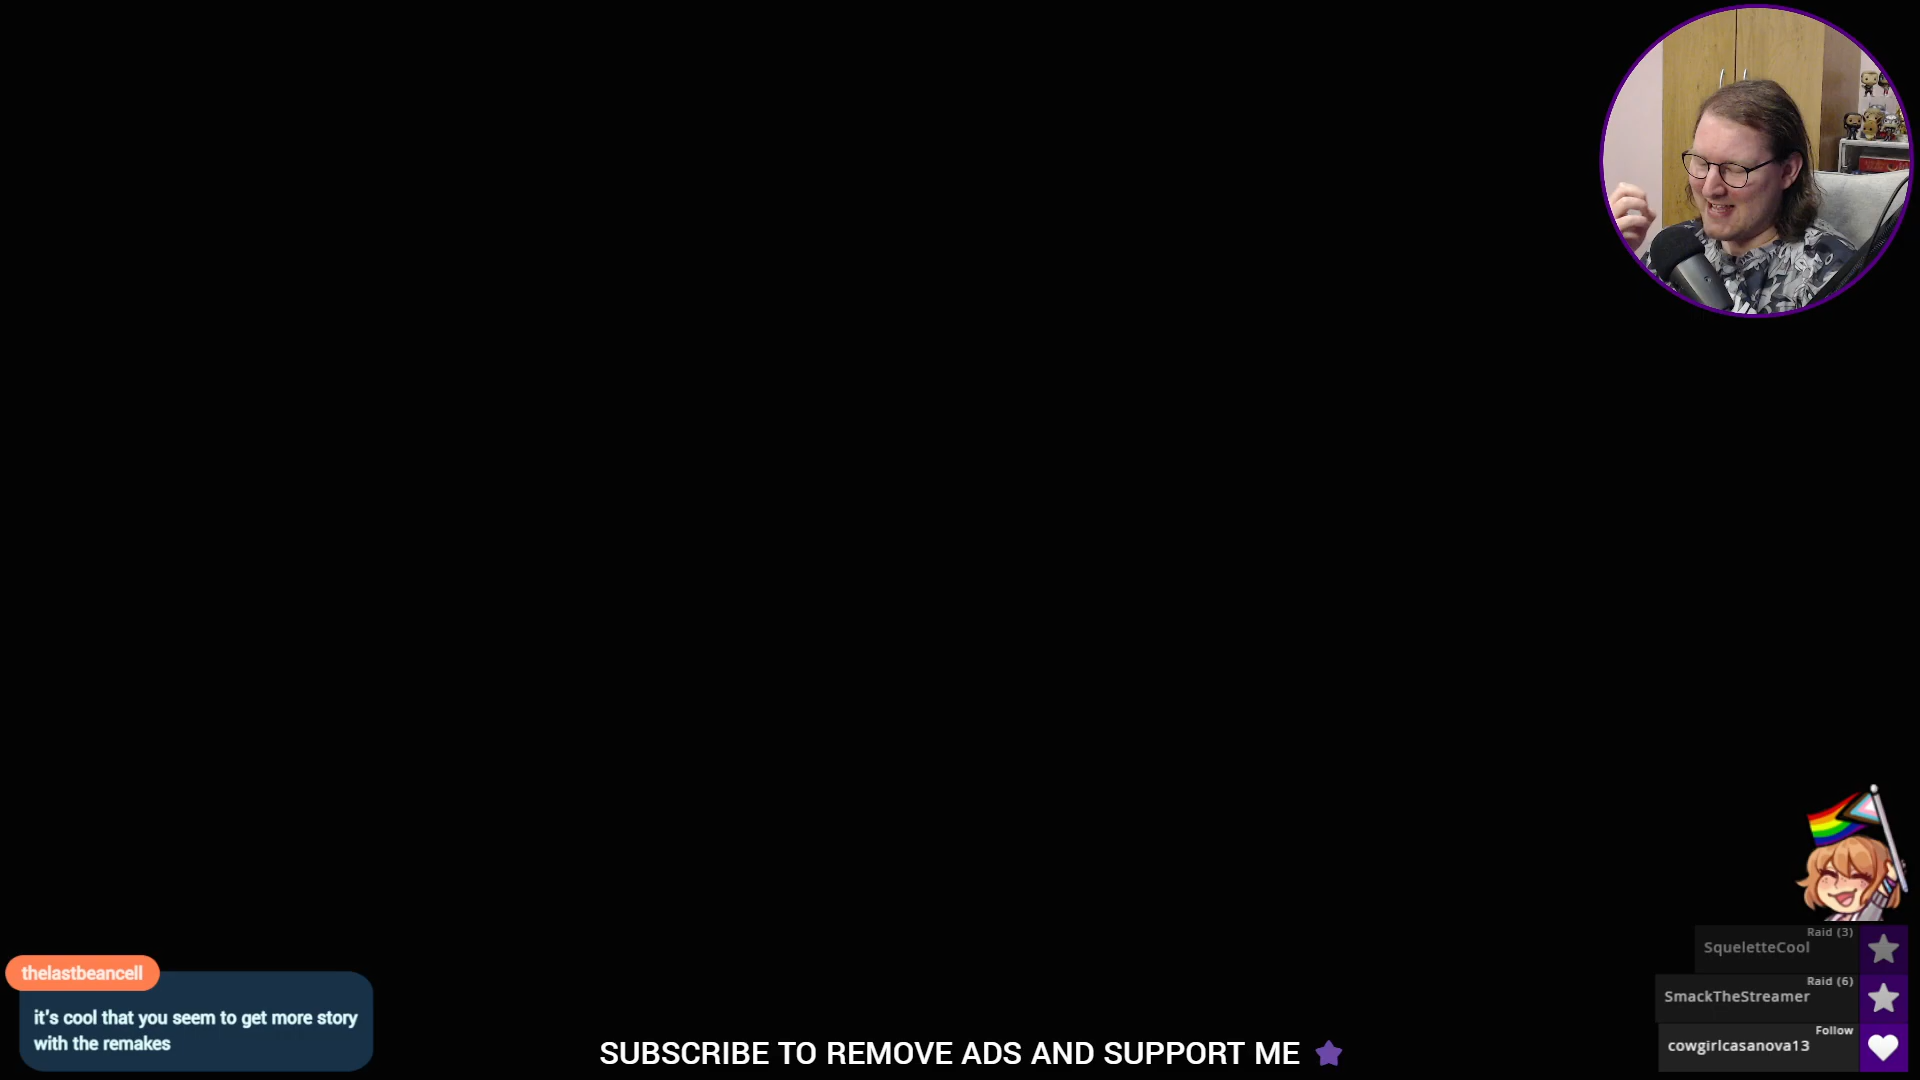 thelastbeancell
it's cool that you seem to get more story
with the remakes
SUBSCRIBE TO REMOVE ADS AND SUPPORT ME
Raid (3)
SqueletteCool
Raid (6)
SmackTheStreamer
Follow
cowgirlcasanova13